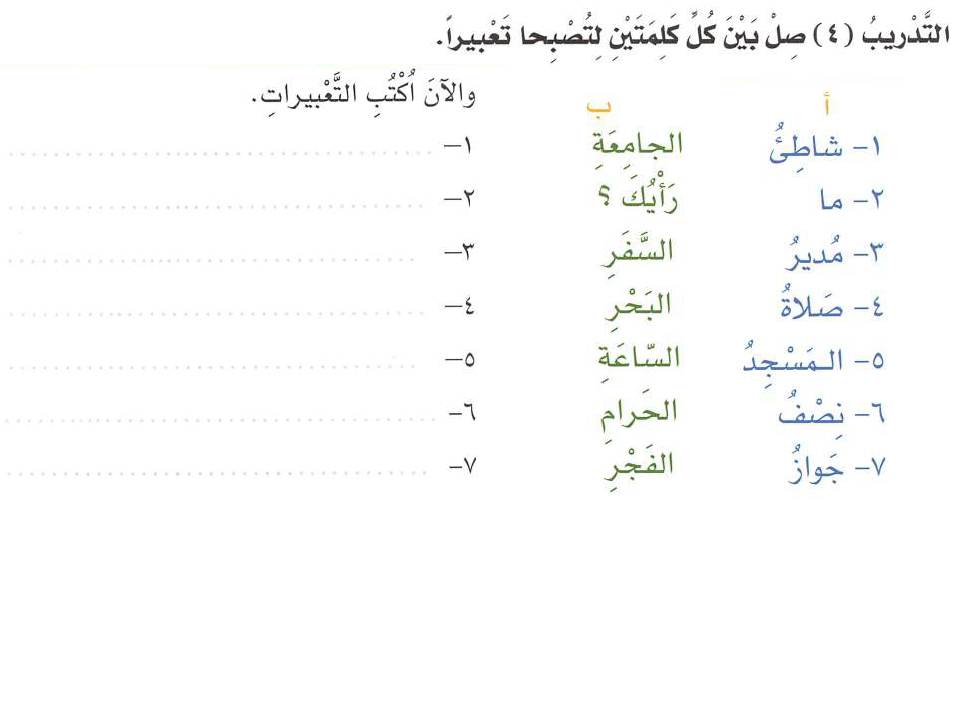 التَّدْريبُ (٤) صِلْ بَيْنَ كُلِّ كَلِمَتَيْنِ لِتُصْبِحا تَعْبيراً.
أ ب والآنَ اُكْتُبِ التَّعْبيراتِ.
١- شاطِئُ الجامِعَةِ ١- ........................................
٢- ما رَأْيُكَ ؟ ٢- ........................................
٣- مُديرُ السَّفَرِ ٣- ........................................
٤- صَلاةُ البَحْرِ ٤- ........................................
٥- المَسْجِدُ السّاعَةِ ٥- ........................................
٦- نِصْفُ الحَرامِ ٦- ........................................
٧- جَوازُ الفَجْرِ ٧- ........................................